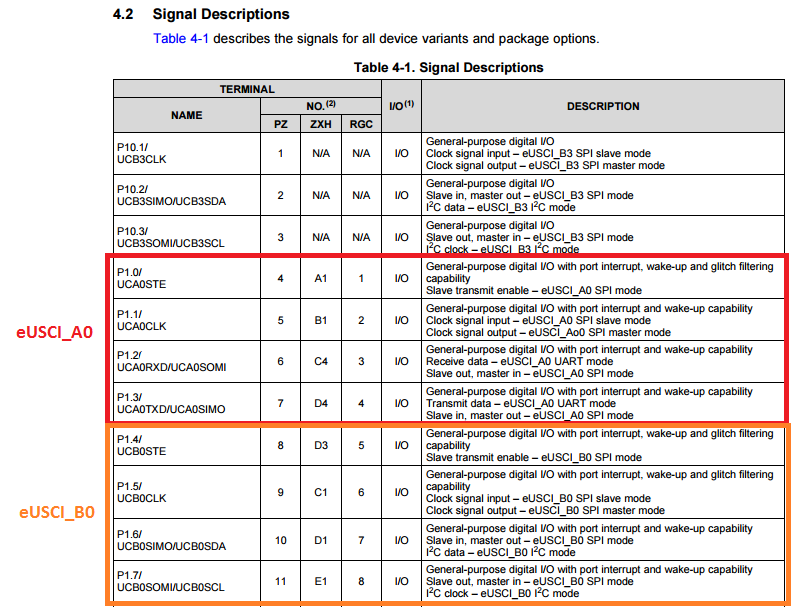 4.2 Signal Descriptions
Table 4-1 describes the signals for all device variants and package options.
Table 4-1. Signal Descriptions
TERMINAL I/O(1) DESCRIPTION
NAME NO.(2)
PZ ZXH RGC
P10.1/
UCB3CLK
1 N/A N/A I/O
General-purpose digital I/O
Clock signal input – eUSCI_B3 SPI slave mode
Clock signal output – eUSCI_B3 SPI master mode
P10.2/
UCB3SIMO/UCB3SDA
2 N/A N/A I/O
General-purpose digital I/O
Slave in, master out – eUSCI_B3 SPI mode
I2C data – eUSCI_B3 I2C mode
P10.3/
UCB3SOMI/UCB3SCL
3 N/A N/A I/O
General-purpose digital I/O
Slave out, master in – eUSCI_B3 SPI mode
I2C clock – eUSCI_B3 I2C mode
eUSCI_A0
P1.0/
UCA0STE
4 A1 1 I/O
General-purpose digital I/O with port interrupt, wake-up and glitch filtering
capability
Slave transmit enable – eUSCI_A0 SPI mode
P1.1/
UCA0CLK
5 B1 2 I/O
General-purpose digital I/O with port interrupt and wake-up capability
Clock signal input – eUSCI_A0 SPI slave mode
Clock signal output – eUSCI_Ao0 SPI master mode
P1.2/
UCA0RXD/UCA0SOMI
6 C4 3 I/O
General-purpose digital I/O with port interrupt and wake-up capability
Receive data – eUSCI_A0 UART mode
Slave out, master in – eUSCI_A0 SPI mode
P1.3/
UCA0TXD/UCA0SIMO
7 D4 4 I/O
General-purpose digital I/O with port interrupt and wake-up capability
Transmit data – eUSCI_A0 UART mode
Slave in, master out – eUSCI_A0 SPI mode
eUSCI_B0
P1.4/
UCB0STE
8 D3 5 I/O
General-purpose digital I/O with port interrupt, wake-up and glitch filtering
capability
Slave transmit enable – eUSCI_B0 SPI mode
P1.5/
UCB0CLK
9 C1 6 I/O
General-purpose digital I/O with port interrupt, wake-up and glitch filtering
capability
Clock signal input – eUSCI_B0 SPI slave mode
Clock signal output – eUSCI_B0 SPI master mode
P1.6/
UCB0SIMO/UCB0SDA
10 D1 7 I/O
General-purpose digital I/O with port interrupt and wake-up capability
Slave in, master out – eUSCI_B0 SPI mode
I2C data – eUSCI_B0 I2C mode
P1.7/
UCB0SOMI/UCB0SCL
11 E1 8 I/O
General-purpose digital I/O with port interrupt and wake-up capability
Slave out, master in – eUSCI_B0 SPI mode
I2C clock – eUSCI_B0 I2C mode